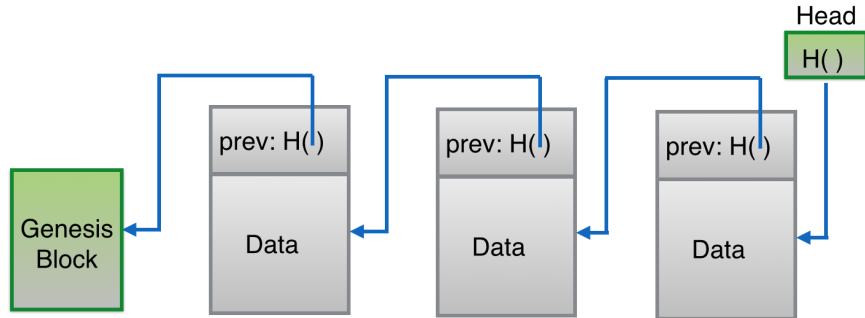 Head
H( )
prev: H( )
prev: H( )
prev: H( )
Genesis
Block
Data
Data
Data